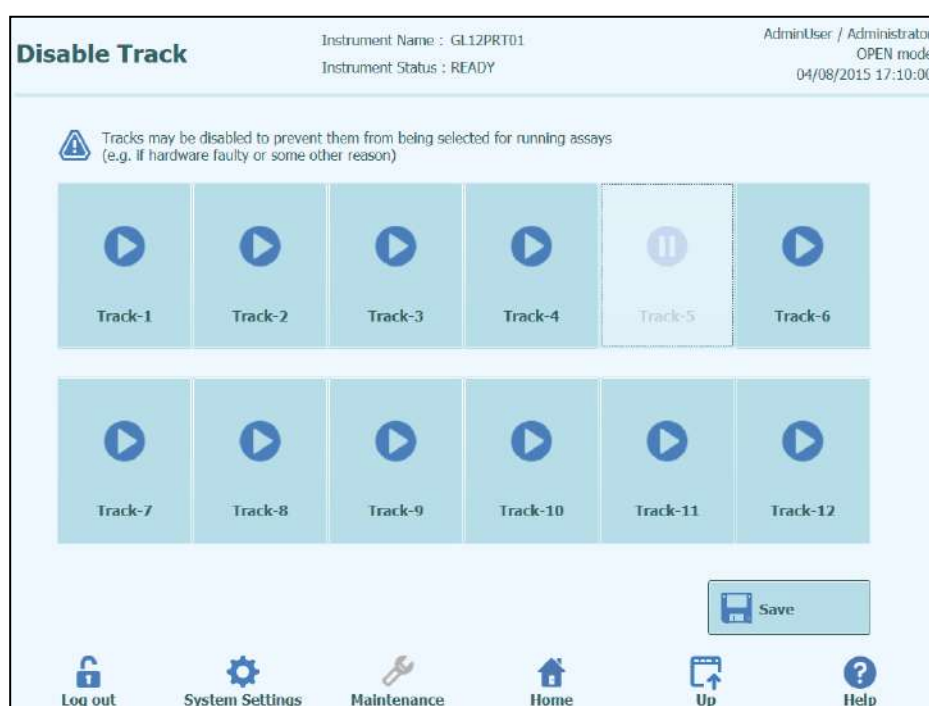 Disable Track
Instrument Name : GL12PRT01
Instrument Status : READY
AdminUser / Administrator
OPEN mode
04/08/2015 17:10:00
Tracks may be disabled to prevent them from being selected for running assays
(e.g. if hardware faulty or some other reason)
Track-1 Track-2 Track-3 Track-4 Track-5 Track-6
Track-7 Track-8 Track-9 Track-10 Track-11 Track-12
Save
Log out System Settings Maintenance Home Up Help